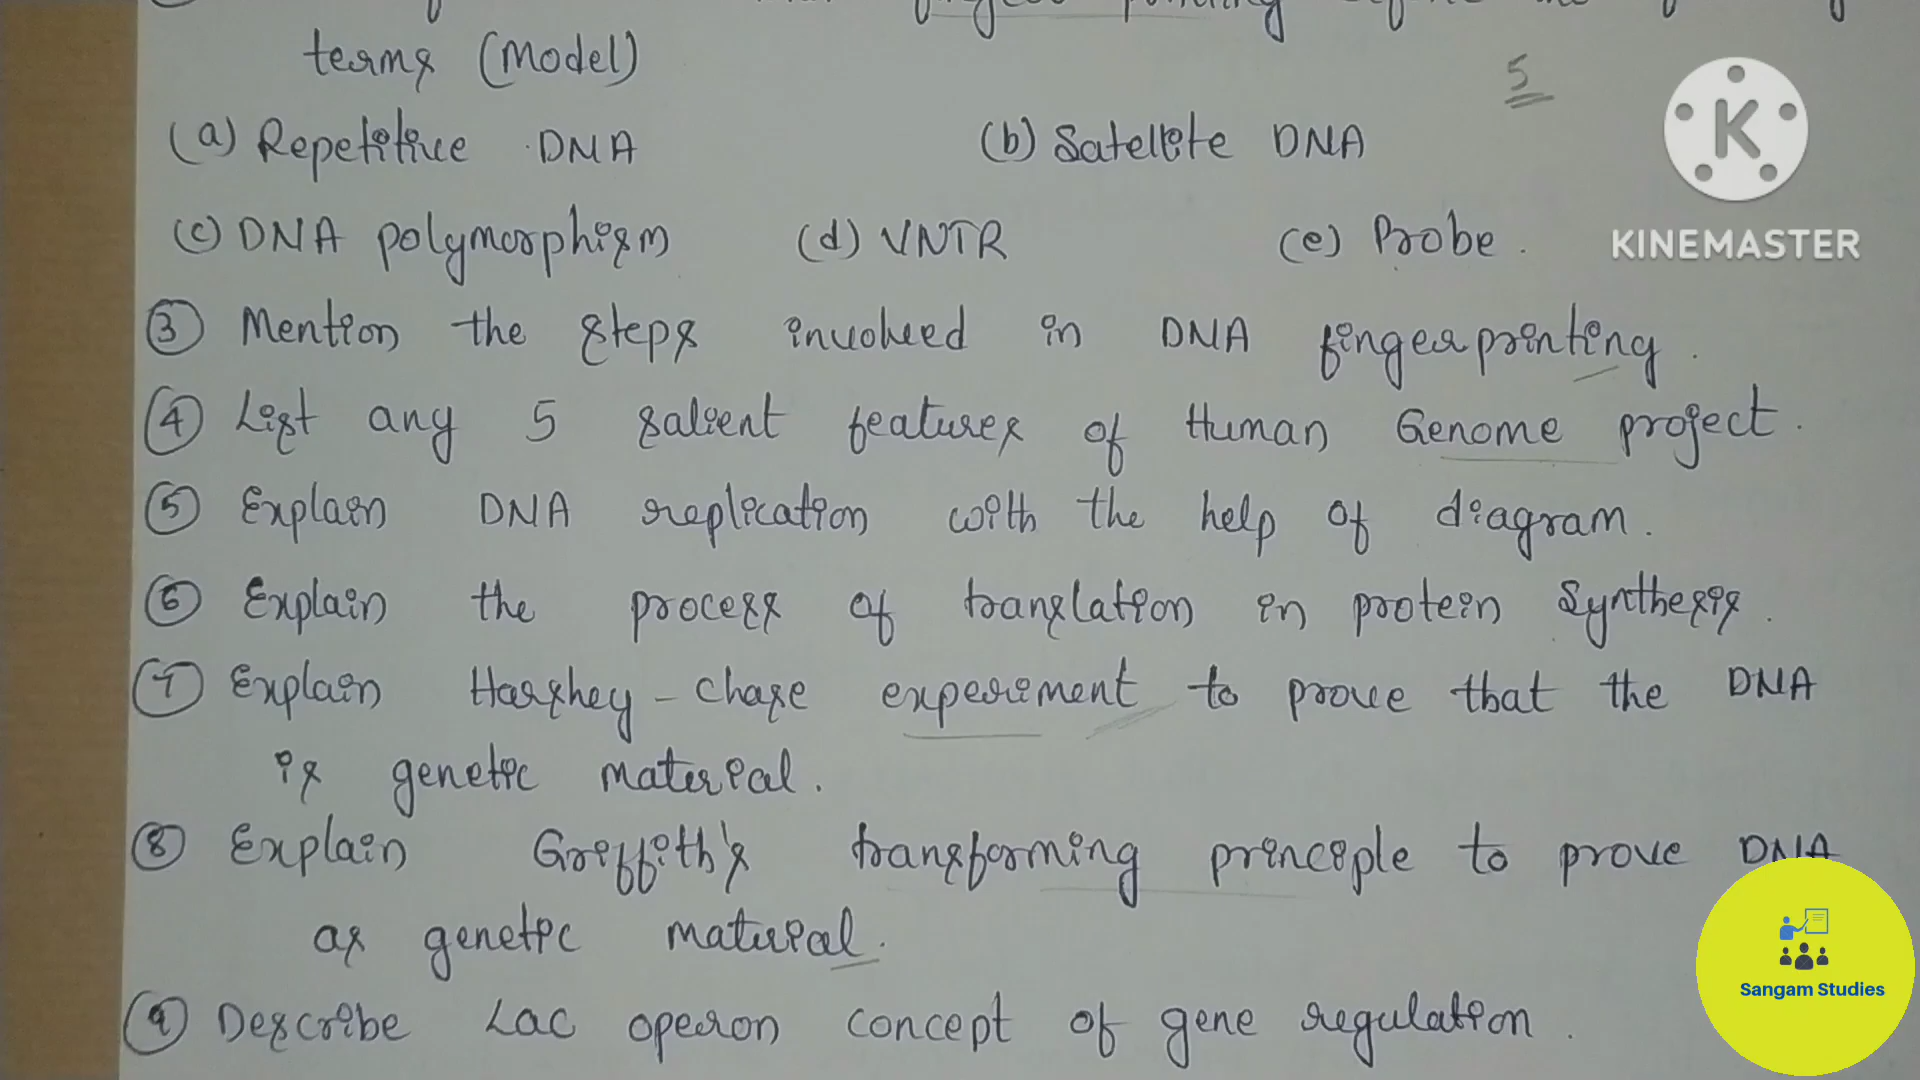 terms (Model)
5
(a) Repetitive DNA (b) Satellite DNA
(c) DNA polymorphism (d) VNTR (e) Probe.
KINEMASTER
③ Mention the steps involved in DNA fingerprinting.
④ List any 5 salient features of Human Genome project.
⑤ Explain DNA replication with the help of diagram.
⑥ Explain the process of translation in protein Synthesis.
⑦ Explain Harshey - chase experiment to prove that the DNA
is genetic material.
⑧ Explain Griffith's transforming principle to prove DNA
as genetic material.
⑨ Describe Lac operon concept of gene regulation.
Sangam Studies